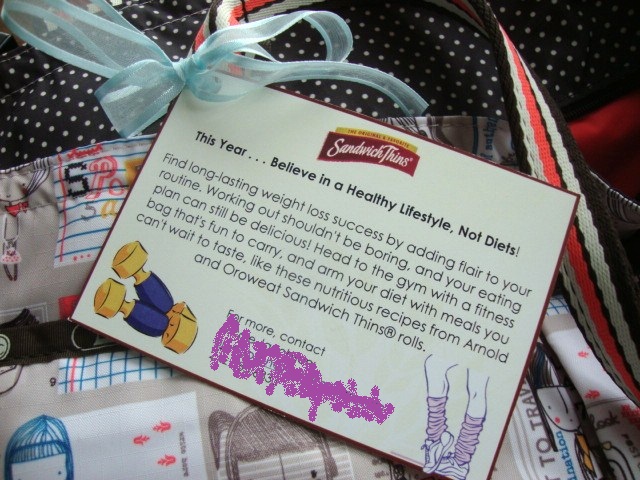 THE ORIGINAL & FAVORITE
Sandwich Thins®
This Year . . . Believe in a Healthy Lifestyle, Not Diets!
Find long-lasting weight loss success by adding flair to your
routine. Working out shouldn't be boring, and your eating
plan can still be delicious! Head to the gym with a fitness
bag that's fun to carry, and arm your diet with meals you
can't wait to taste, like these nutritious recipes from Arnold
and Oroweat Sandwich Thins® rolls.
For more, contact